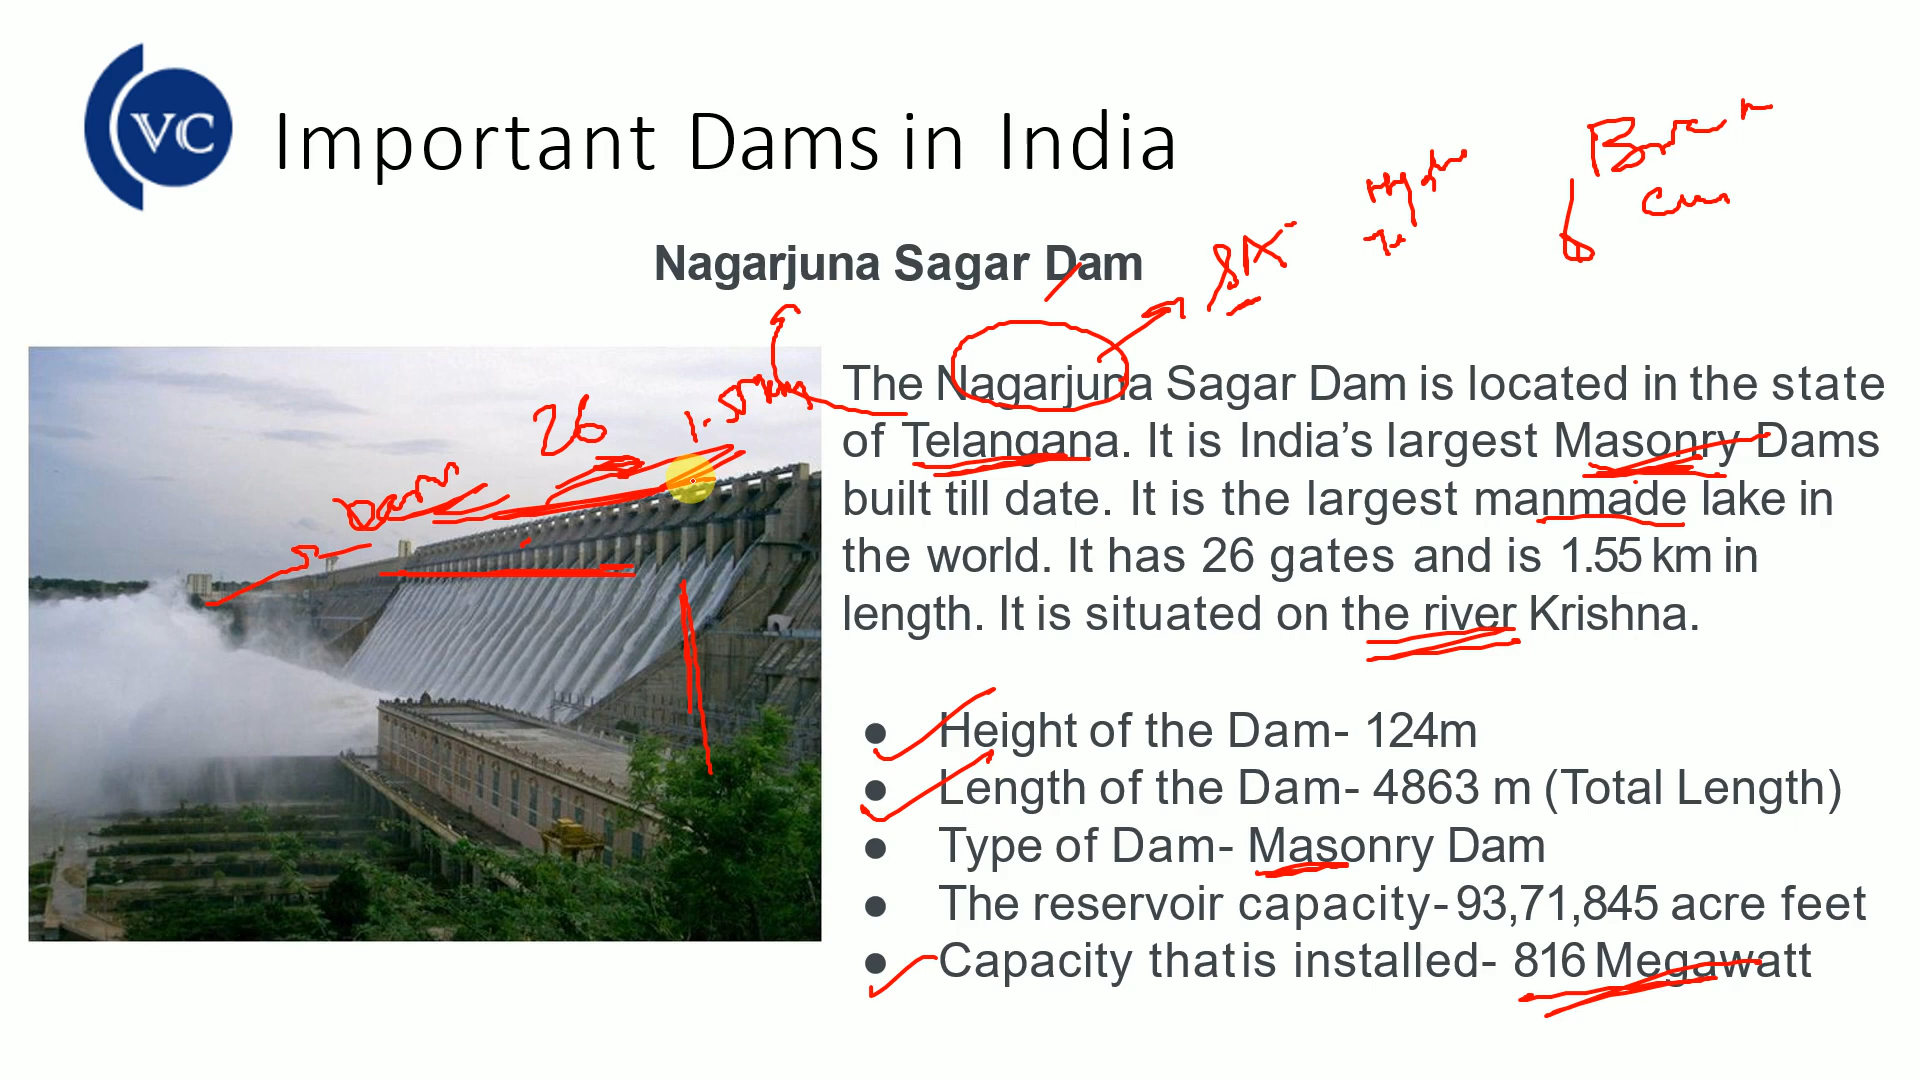 VC
Important Dams in India
Nagarjuna Sagar Dam
The Nagarjuna Sagar Dam is located in the state
of Telangana. It is India’s largest Masonry Dams
built till date. It is the largest manmade lake in
the world. It has 26 gates and is 1.55 km in
length. It is situated on the river Krishna.
26
Dam
● Height of the Dam- 124m
● Length of the Dam- 4863 m (Total Length)
● Type of Dam- Masonry Dam
● The reservoir capacity- 93,71,845 acre feet
● Capacity that is installed- 816 Megawatt